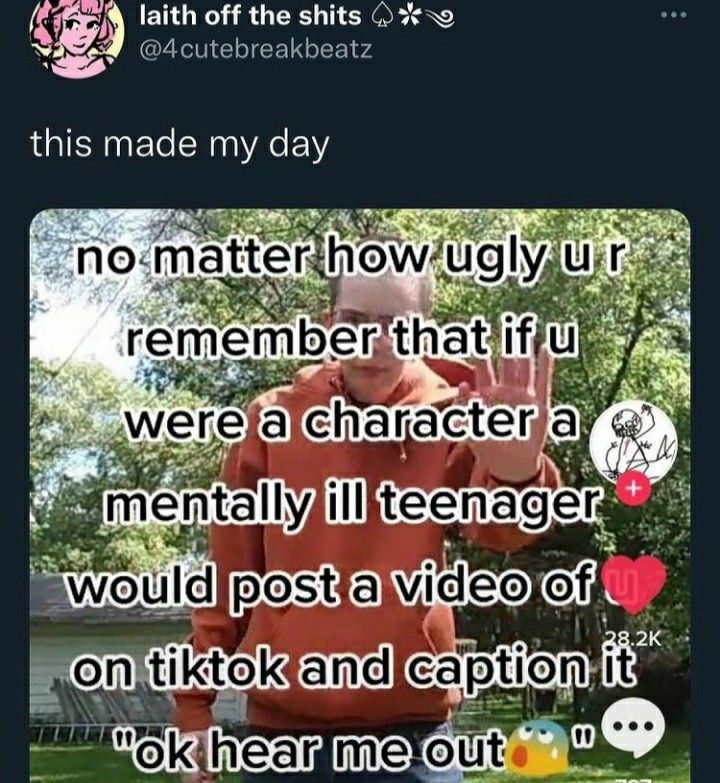 laith off the shits ♤✲༄
@4cutebreakbeatz
this made my day
no matter how ugly u r
remember that if u
were a character a
mentally ill teenager
would post a video of u
on tiktok and caption it
"ok hear me out😰"
28.2K